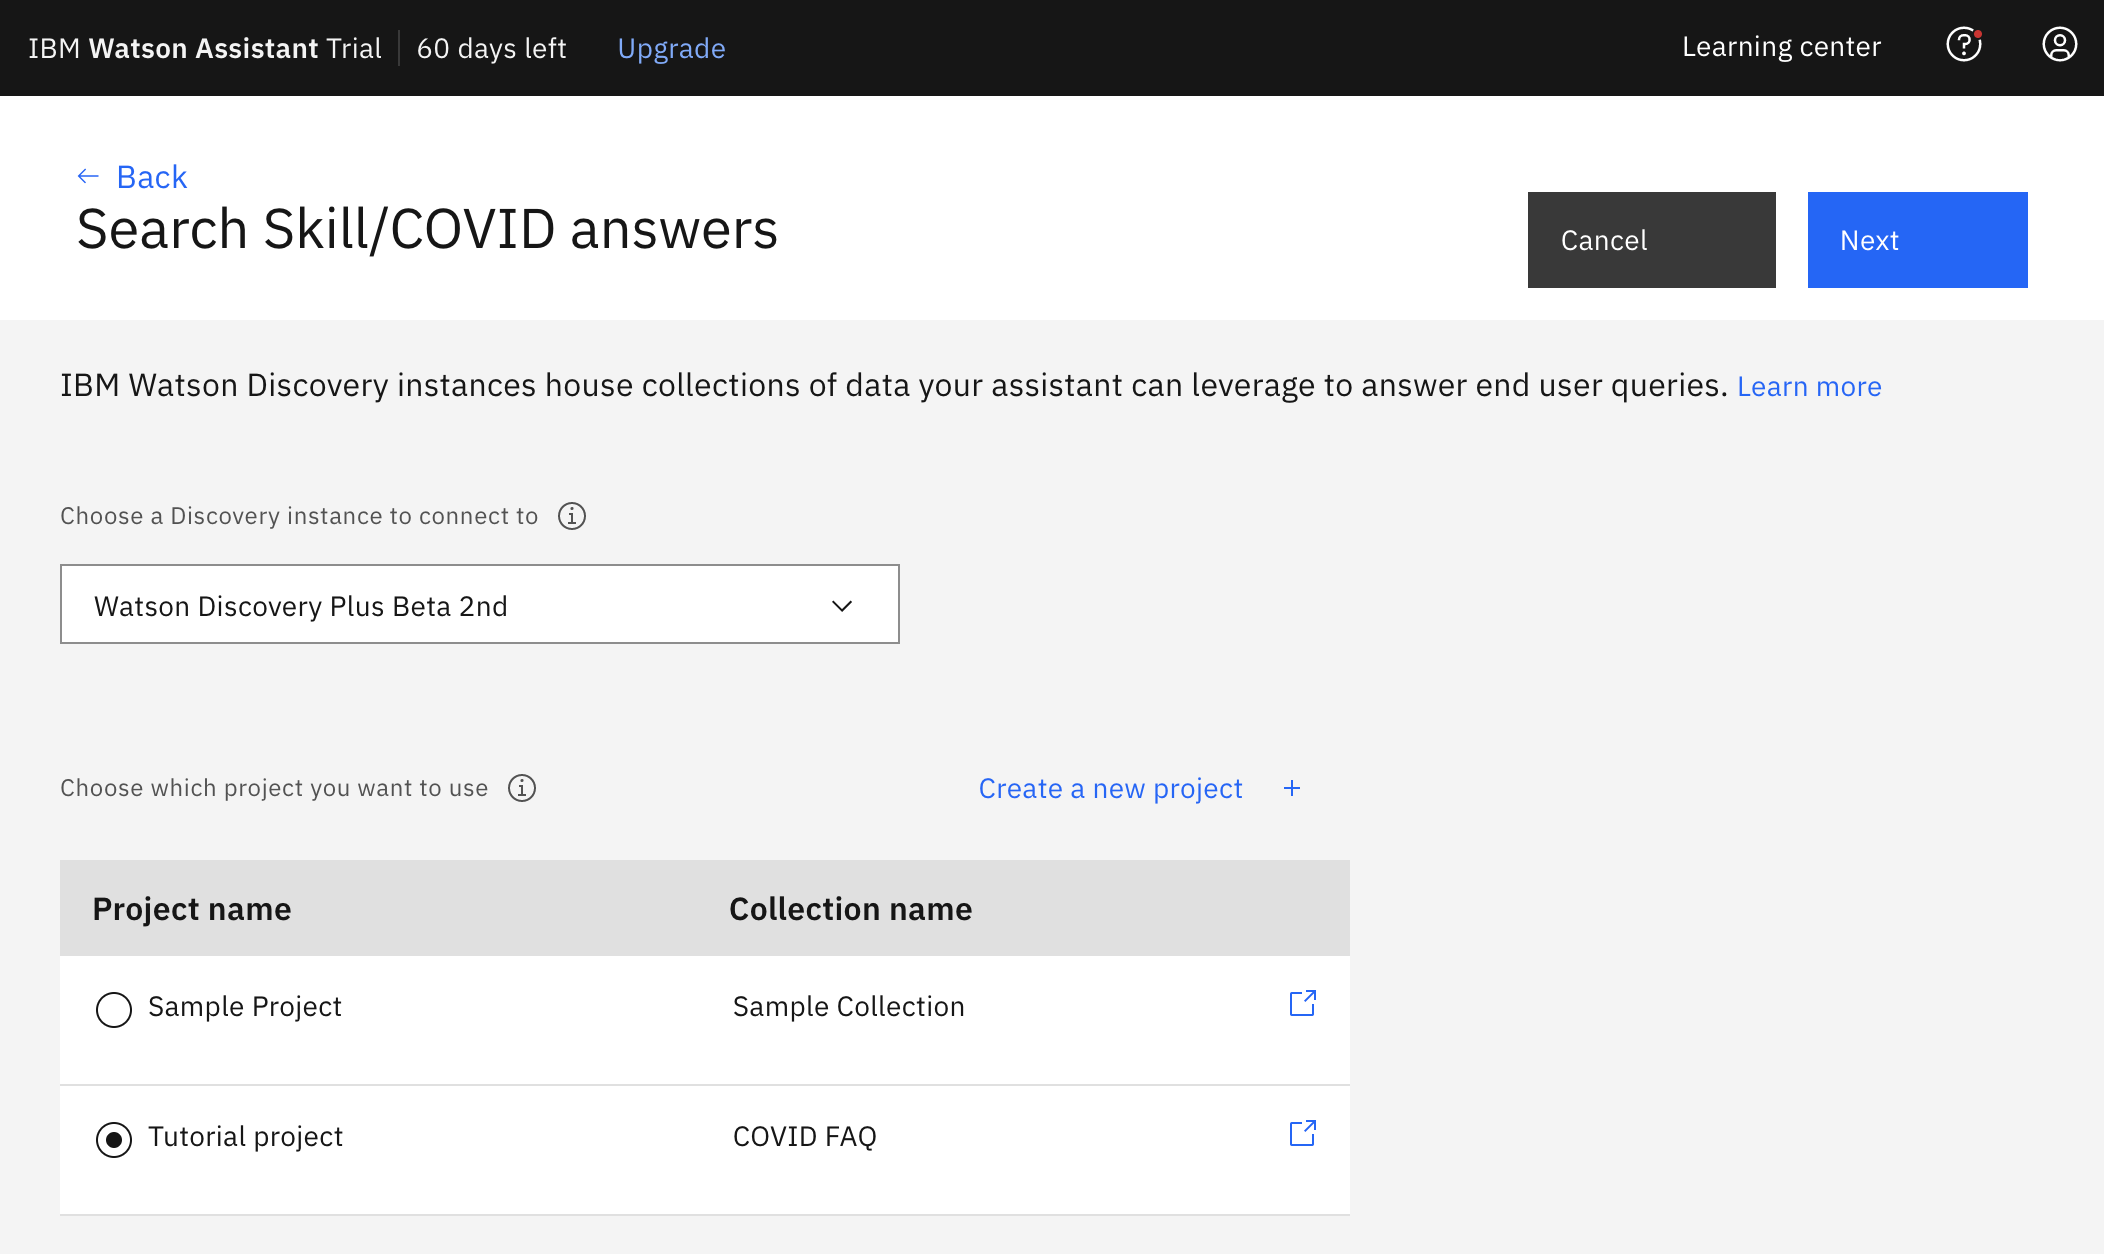 IBM Watson Assistant Trial 60 days left Upgrade Learning center
Back
Search Skill/COVID answers
Cancel Next
IBM Watson Discovery instances house collections of data your assistant can leverage to answer end user queries. Learn more
Choose a Discovery instance to connect to
Watson Discovery Plus Beta 2nd
Choose which project you want to use Create a new project +
Project name Collection name
Sample Project Sample Collection
Tutorial project COVID FAQ